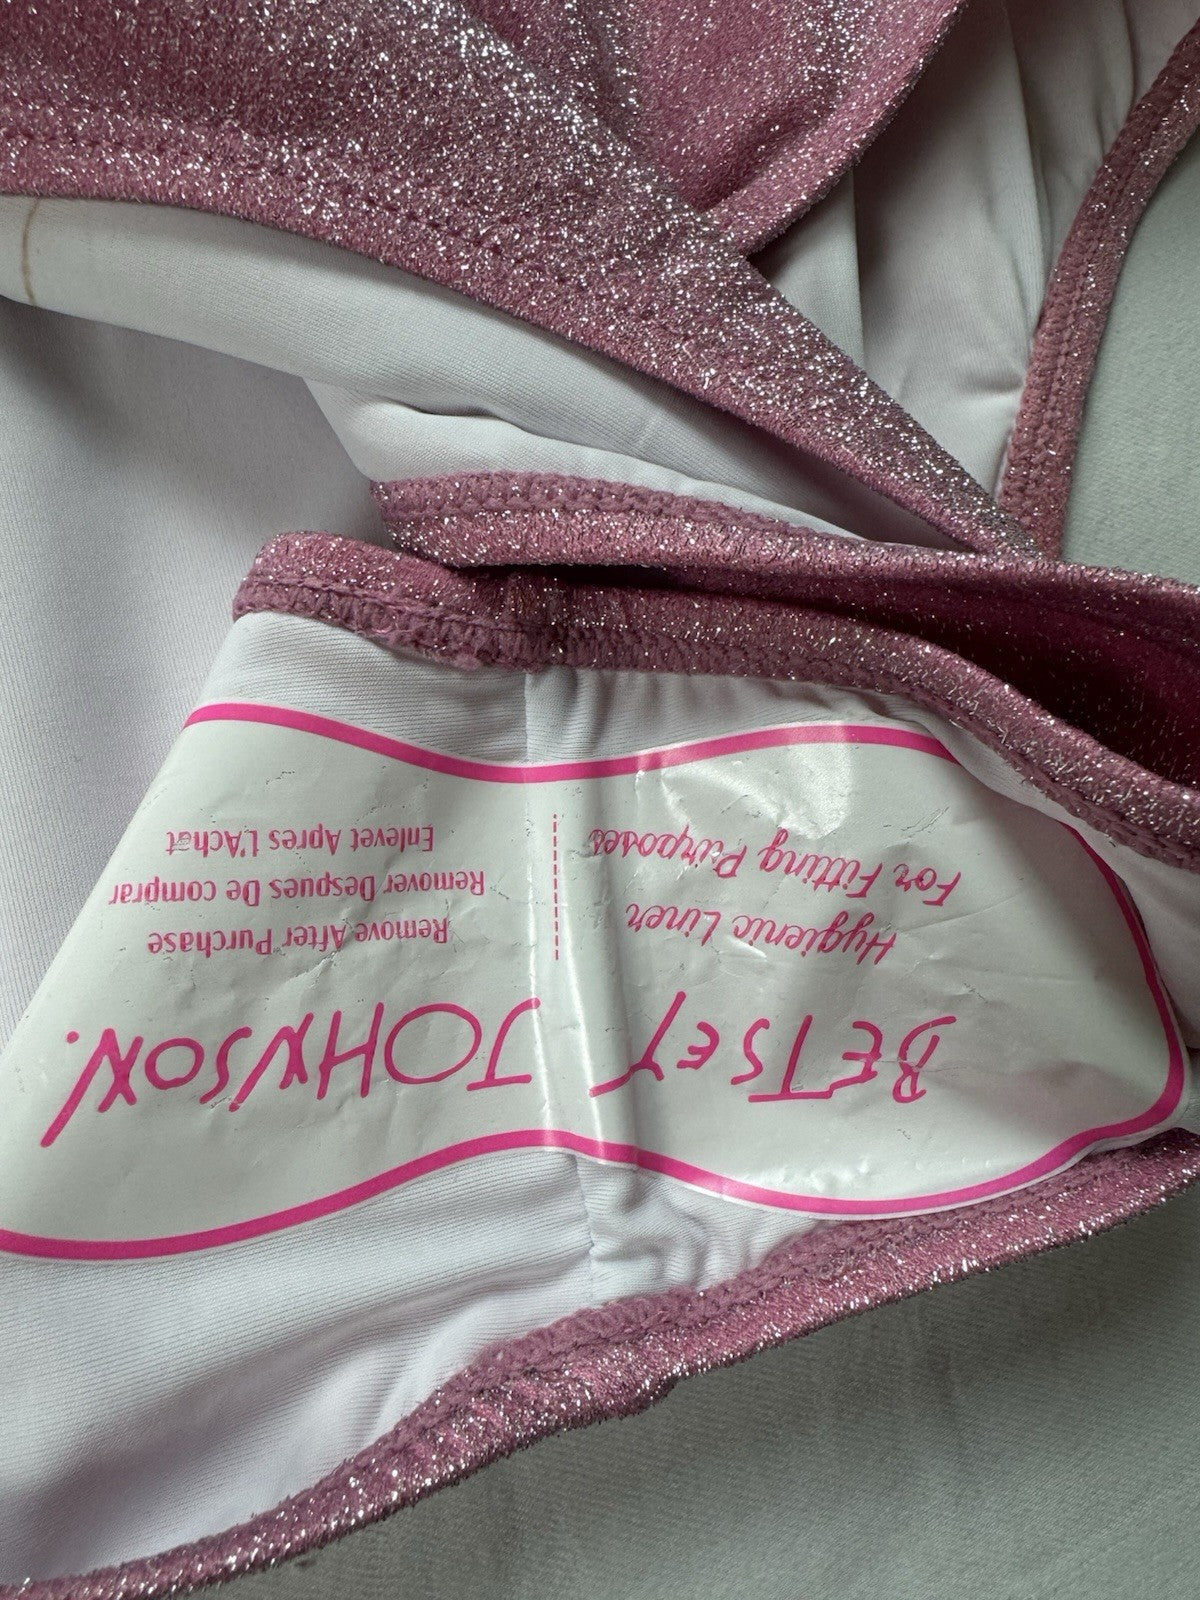 BETSEY JOHNSON.
Hygienic Liner
For Fitting Purposes
Remove After Purchase
Remover Despues De comprar
Enlevet Apres L'Achat